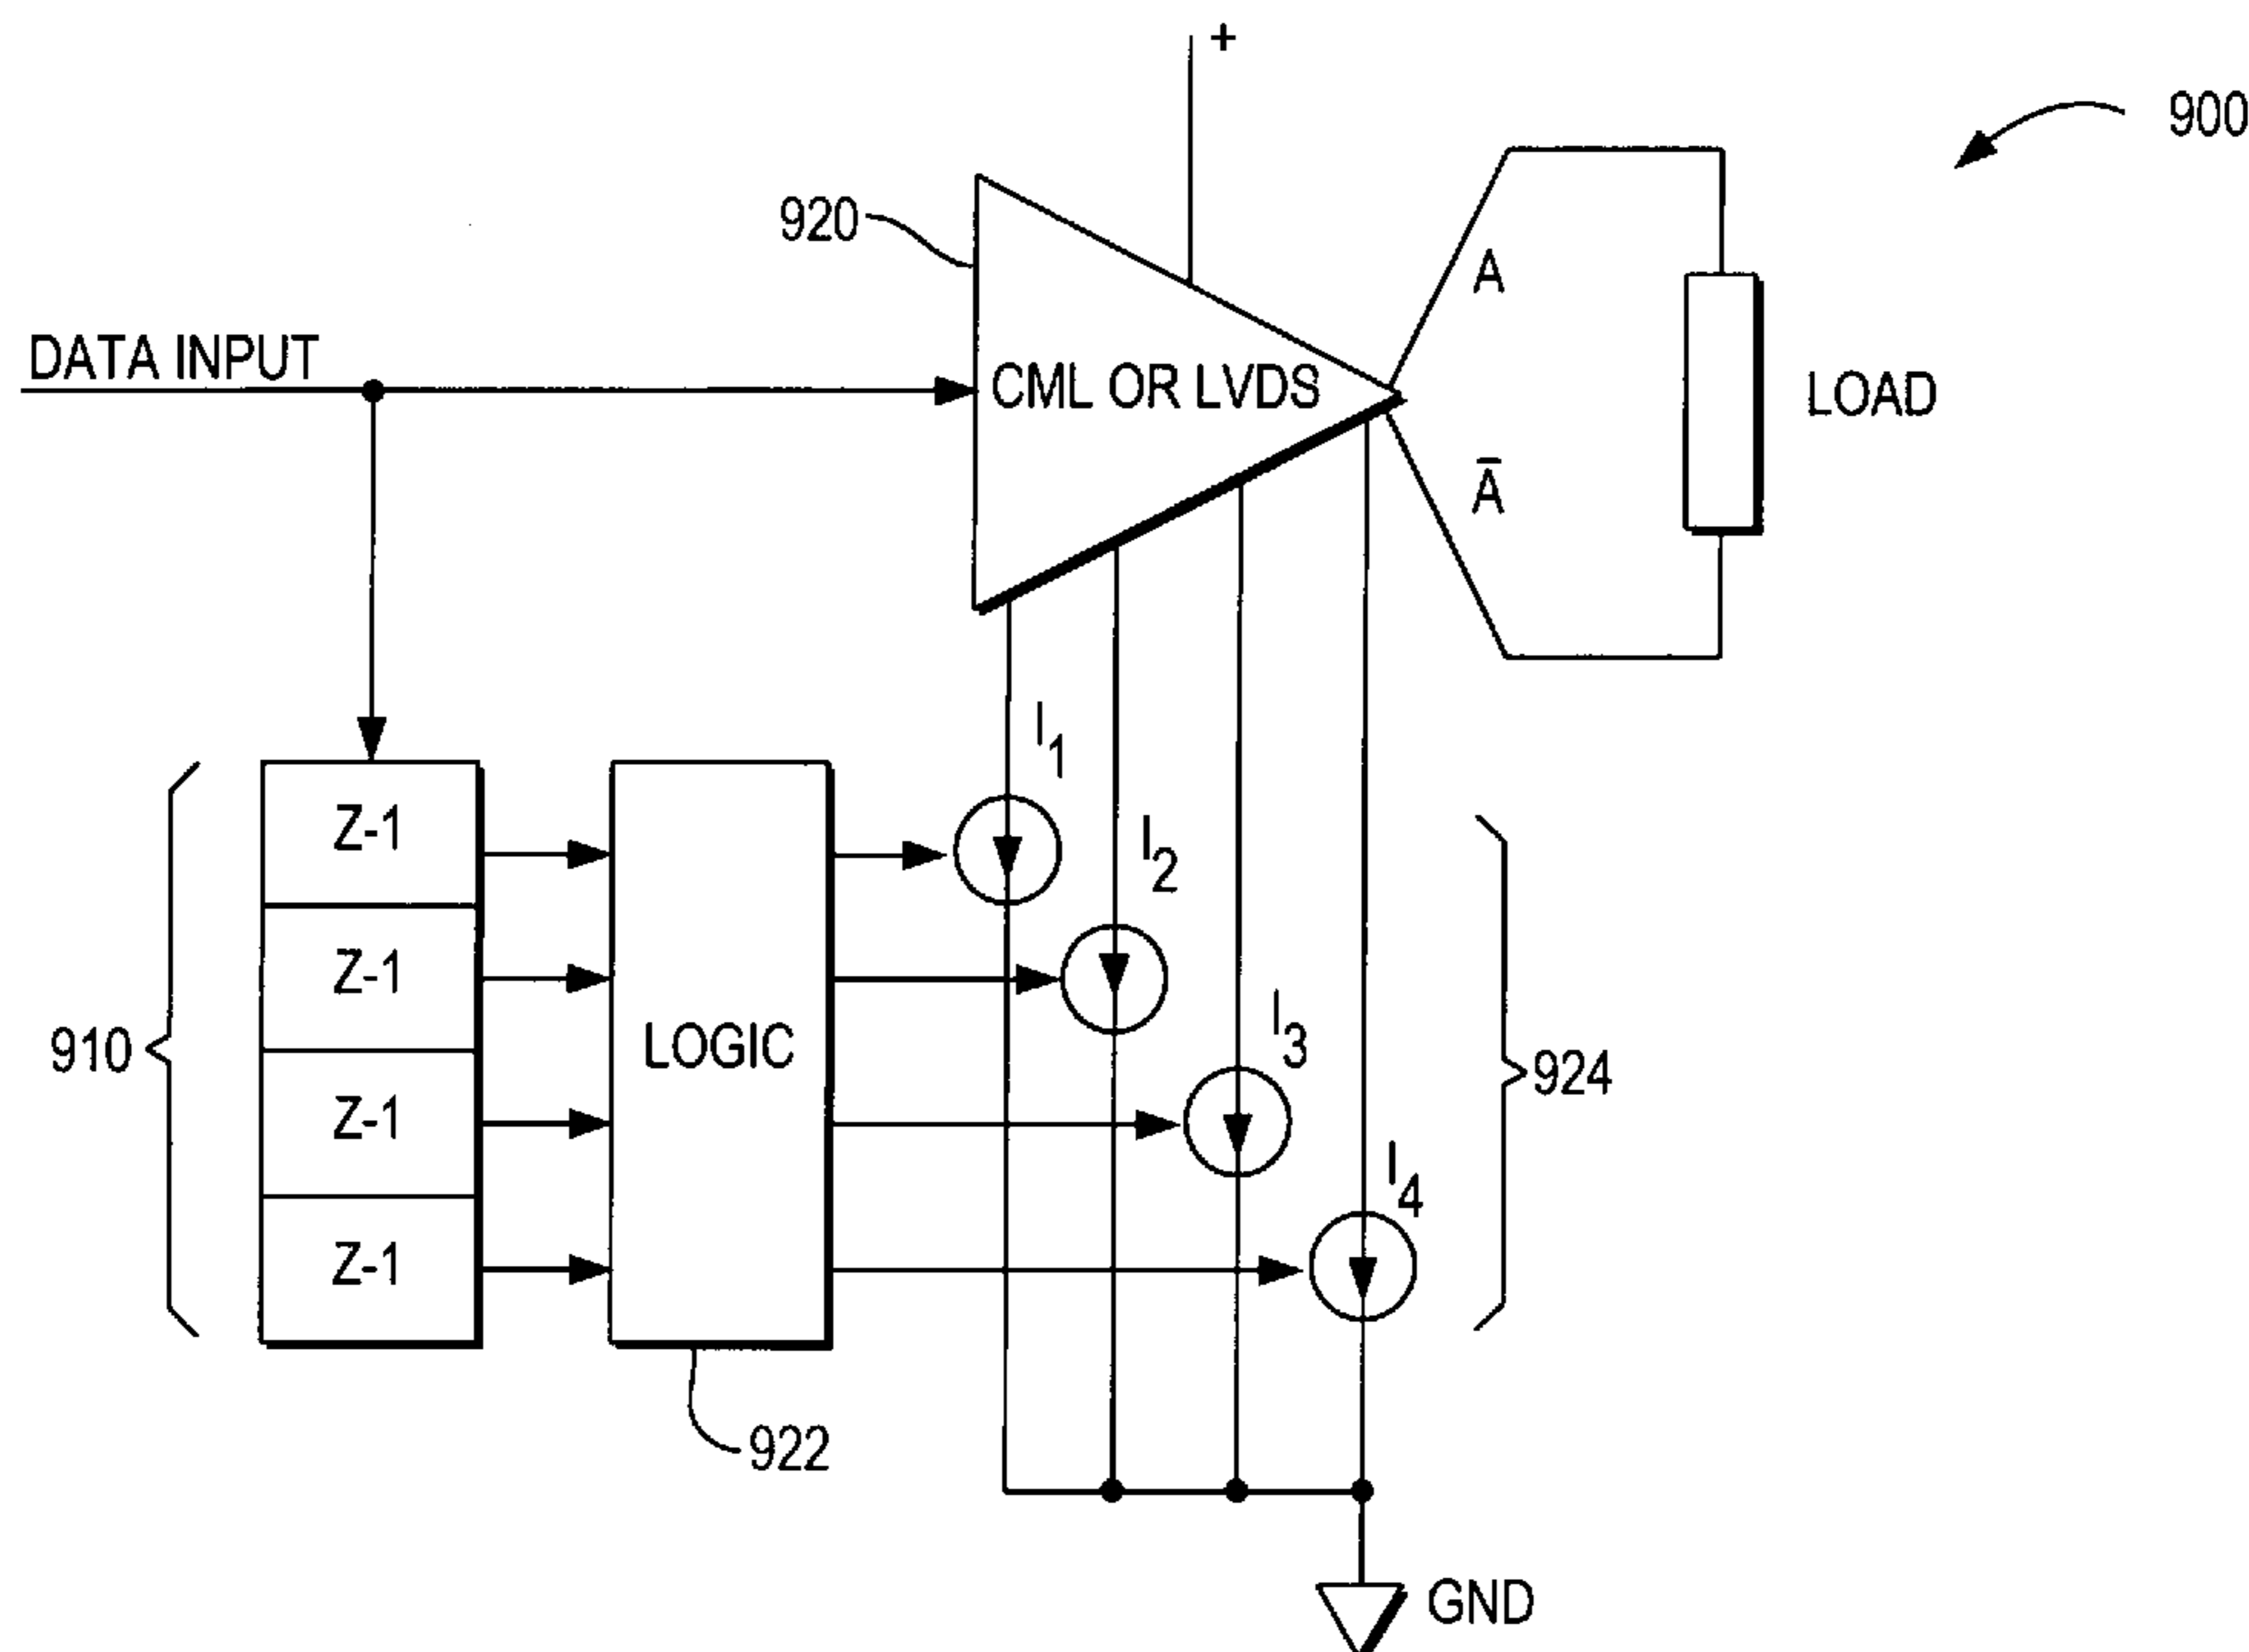 +
900
920
A
DATA INPUT
CML OR LVDS
LOAD
A̅
I1
Z-1
I2
Z-1
I3
910
LOGIC
924
Z-1
I4
Z-1
922
GND